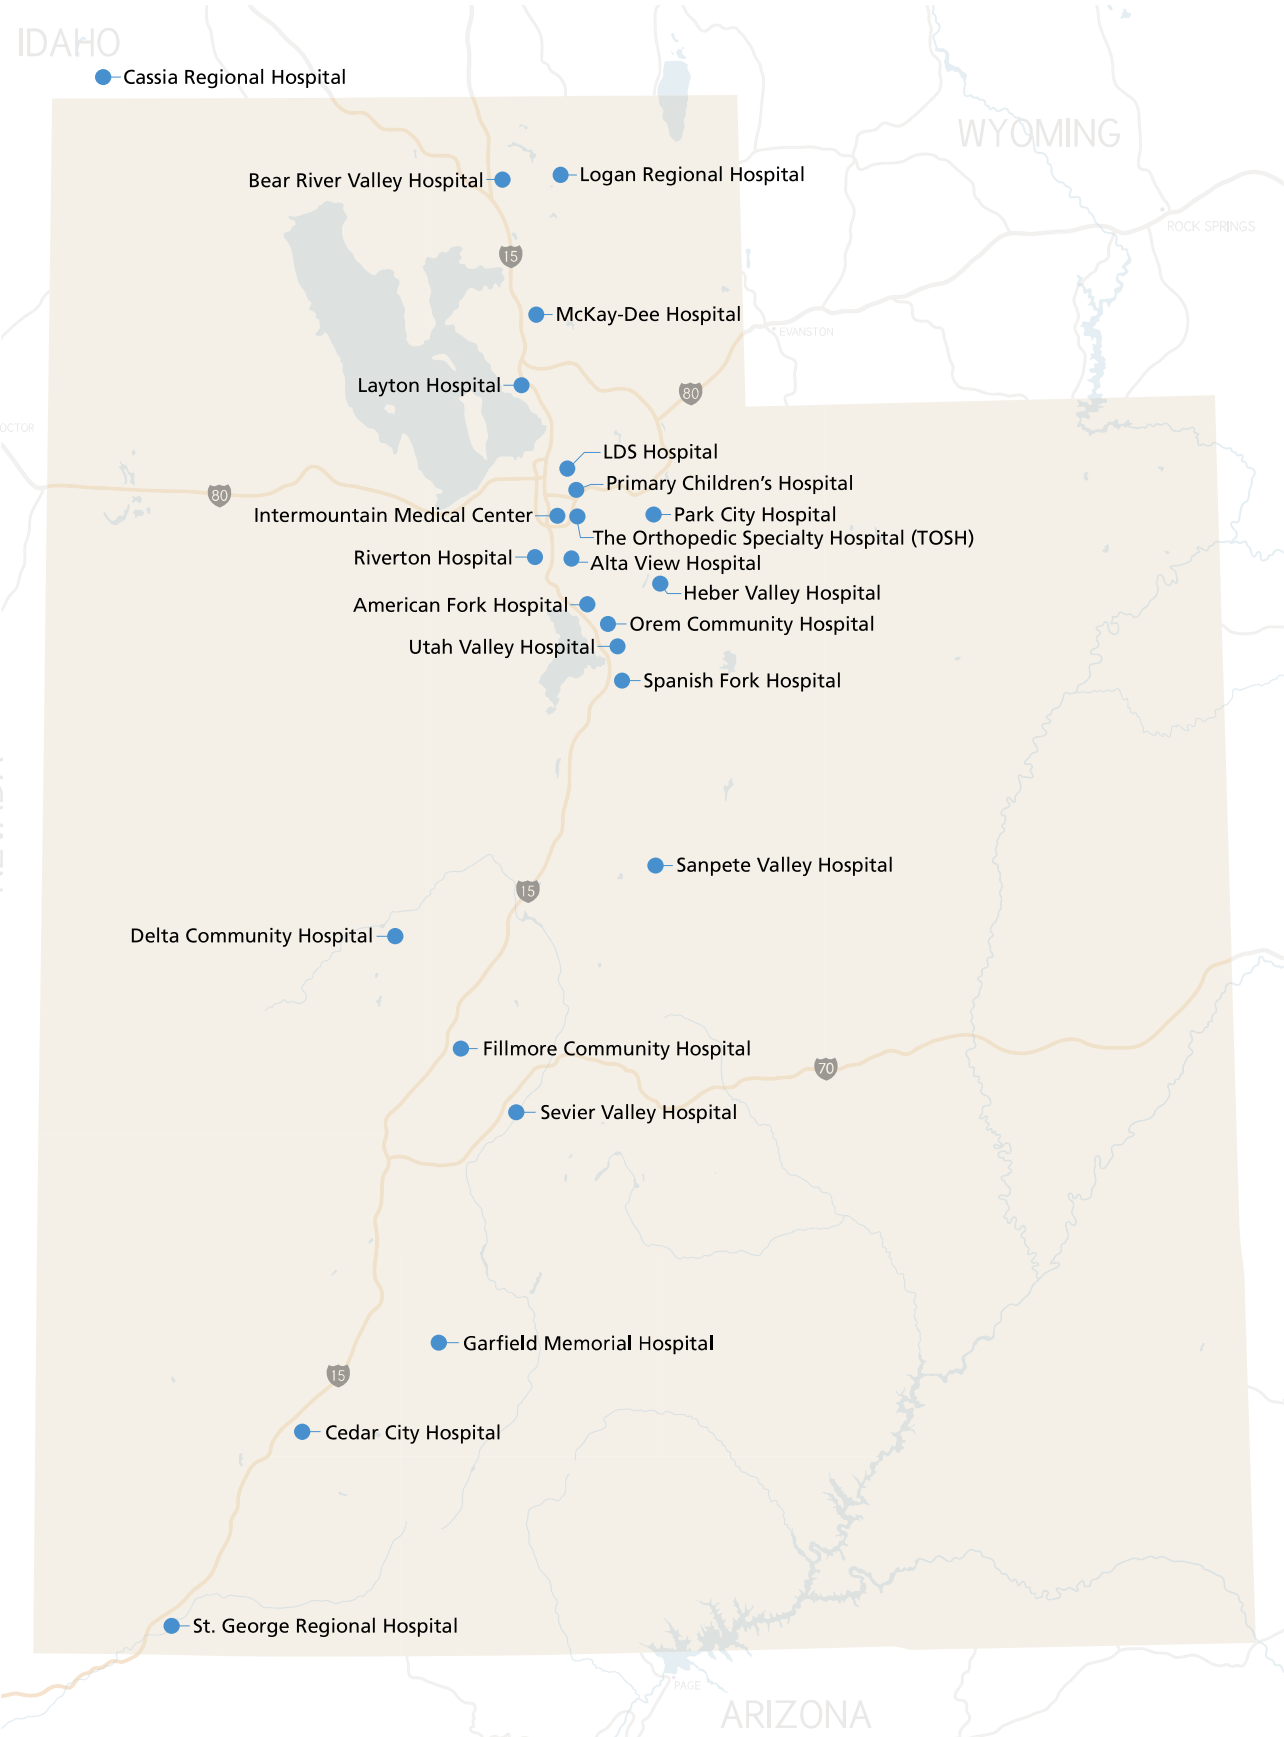 IDAHO
Cassia Regional Hospital
WYOMING
Bear River Valley Hospital
Logan Regional Hospital
ROCK SPRINGS
15
McKay-Dee Hospital
EVANSTON
Layton Hospital
80
OCTOR
LDS Hospital
Primary Children's Hospital
80
Intermountain Medical Center
Park City Hospital
The Orthopedic Specialty Hospital (TOSH)
Riverton Hospital
Alta View Hospital
Heber Valley Hospital
American Fork Hospital
Orem Community Hospital
Utah Valley Hospital
Spanish Fork Hospital
Sanpete Valley Hospital
15
Delta Community Hospital
Fillmore Community Hospital
70
Sevier Valley Hospital
Garfield Memorial Hospital
15
Cedar City Hospital
St. George Regional Hospital
PAGE
ARIZONA